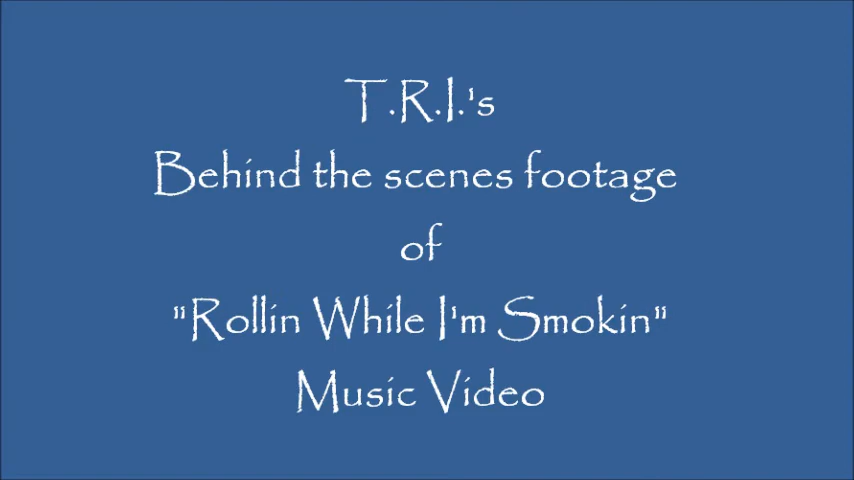 T.R.I.'s
Behind the scenes footage
of
"Rollin While I'm Smokin"
Music Video